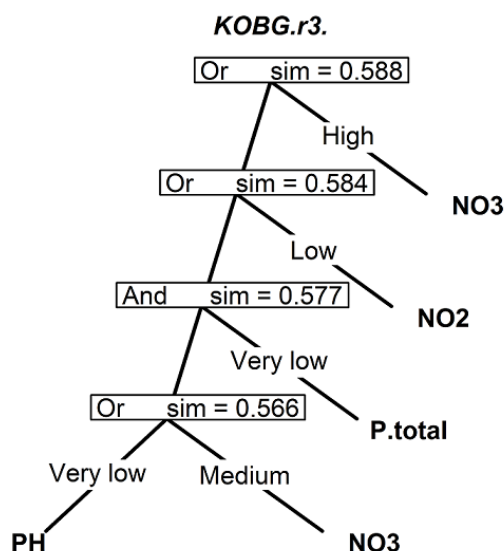 KOBG.r3.
Or sim = 0.588
High
NO3
Or sim = 0.584
Low
NO2
And sim = 0.577
Very low
P.total
Or sim = 0.566
Very low Medium
PH NO3